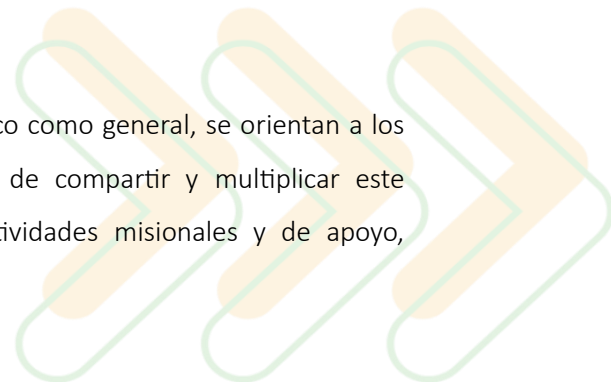 co como general, se orientan a los
de compartir y multiplicar este
tividades misionales y de apoyo,